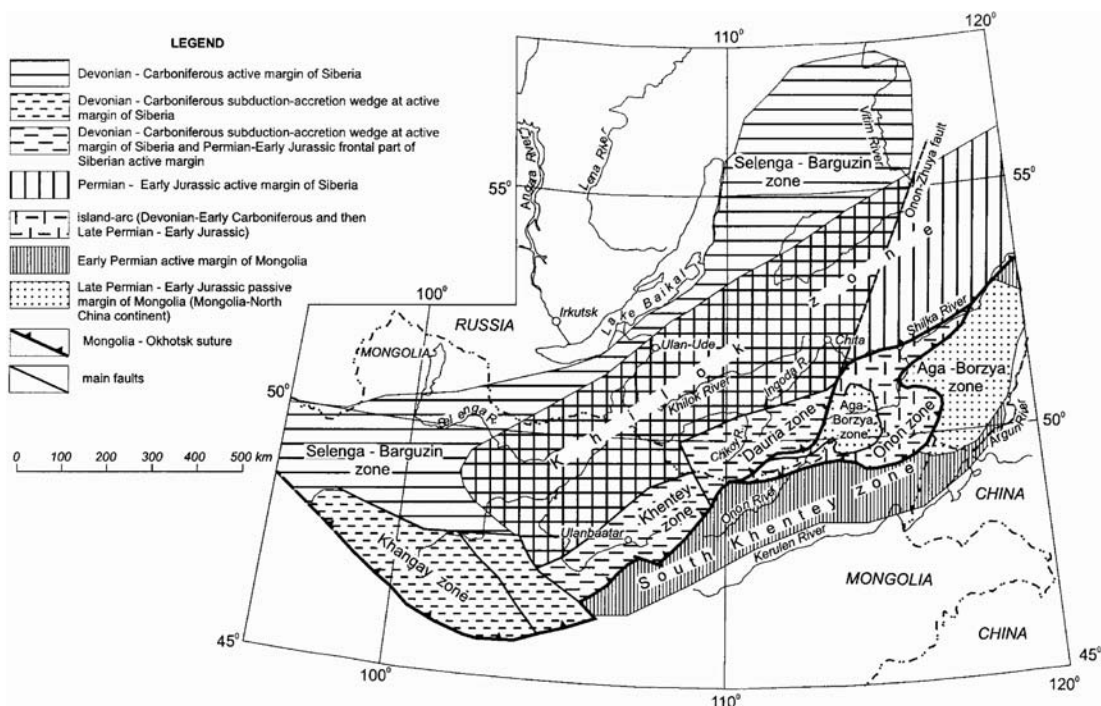 LEGEND
Devonian - Carboniferous active margin of Siberia
Devonian - Carboniferous subduction-accretion wedge at active
margin of Siberia
Devonian - Carboniferous subduction-accretion wedge at active
margin of Siberia and Permian-Early Jurassic frontal part of
Siberian active margin
Permian - Early Jurassic active margin of Siberia
island-arc (Devonian-Early Carboniferous and then
Late Permian - Early Jurassic)
Early Permian active margin of Mongolia
Late Permian - Early Jurassic passive
margin of Mongolia (Mongolia-North
China continent)
Mongolia - Okhotsk suture
main faults
0 100 200 300 400 500 km
110°
120°
55°
55°
100°
50°
50°
45°
45°
100°
110°
120°
Angara River
Lena River
Vitim River
Onon-Zhuya fault
Selenga - Barguzin
zone
Lake Baikal
Irkutsk
RUSSIA
MONGOLIA
Ulan-Ude
Khilok zone
Khilok River
Chita
Ingoda R.
Shilka River
Selenga R.
Aga-Borzya
zone
Aga-
Borzya
zone
Chikoy R.
Dauria zone
Onon zone
Argun River
Selenga - Barguzin
zone
Khentey
zone
Onon River
Ulanbaatar
South Khentey zone
Kerulen River
Khangay zone
CHINA
MONGOLIA
CHINA